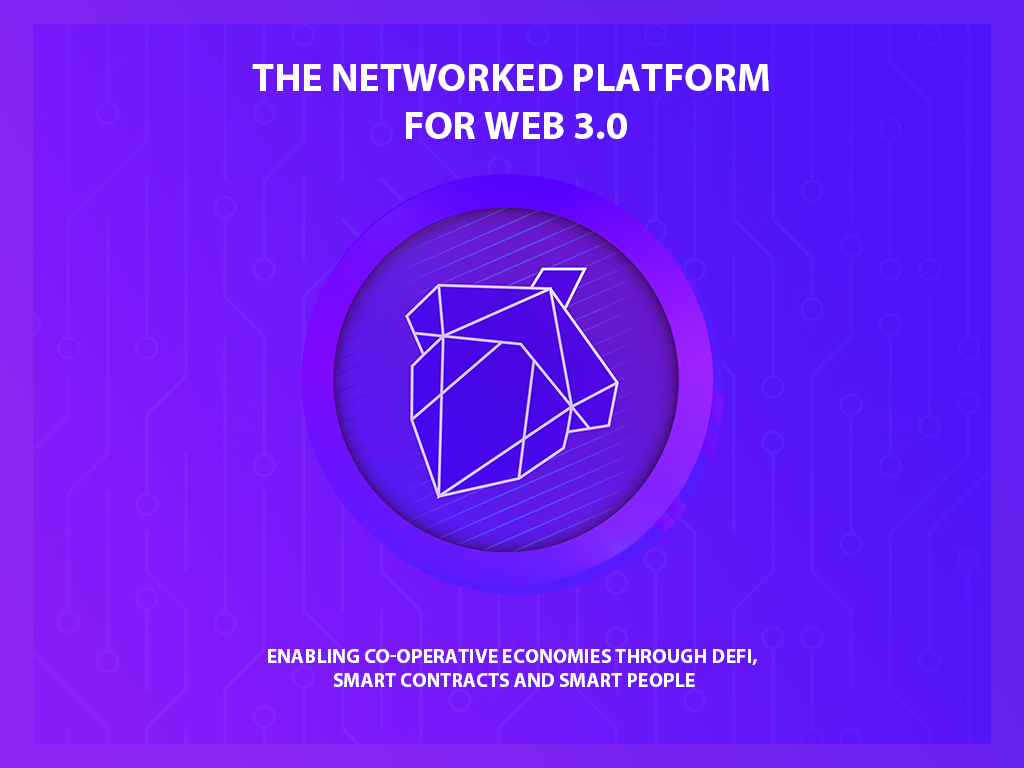 THE NETWORKED PLATFORM
FOR WEB 3.0
ENABLING CO-OPERATIVE ECONOMIES THROUGH DEFI,
SMART CONTRACTS AND SMART PEOPLE